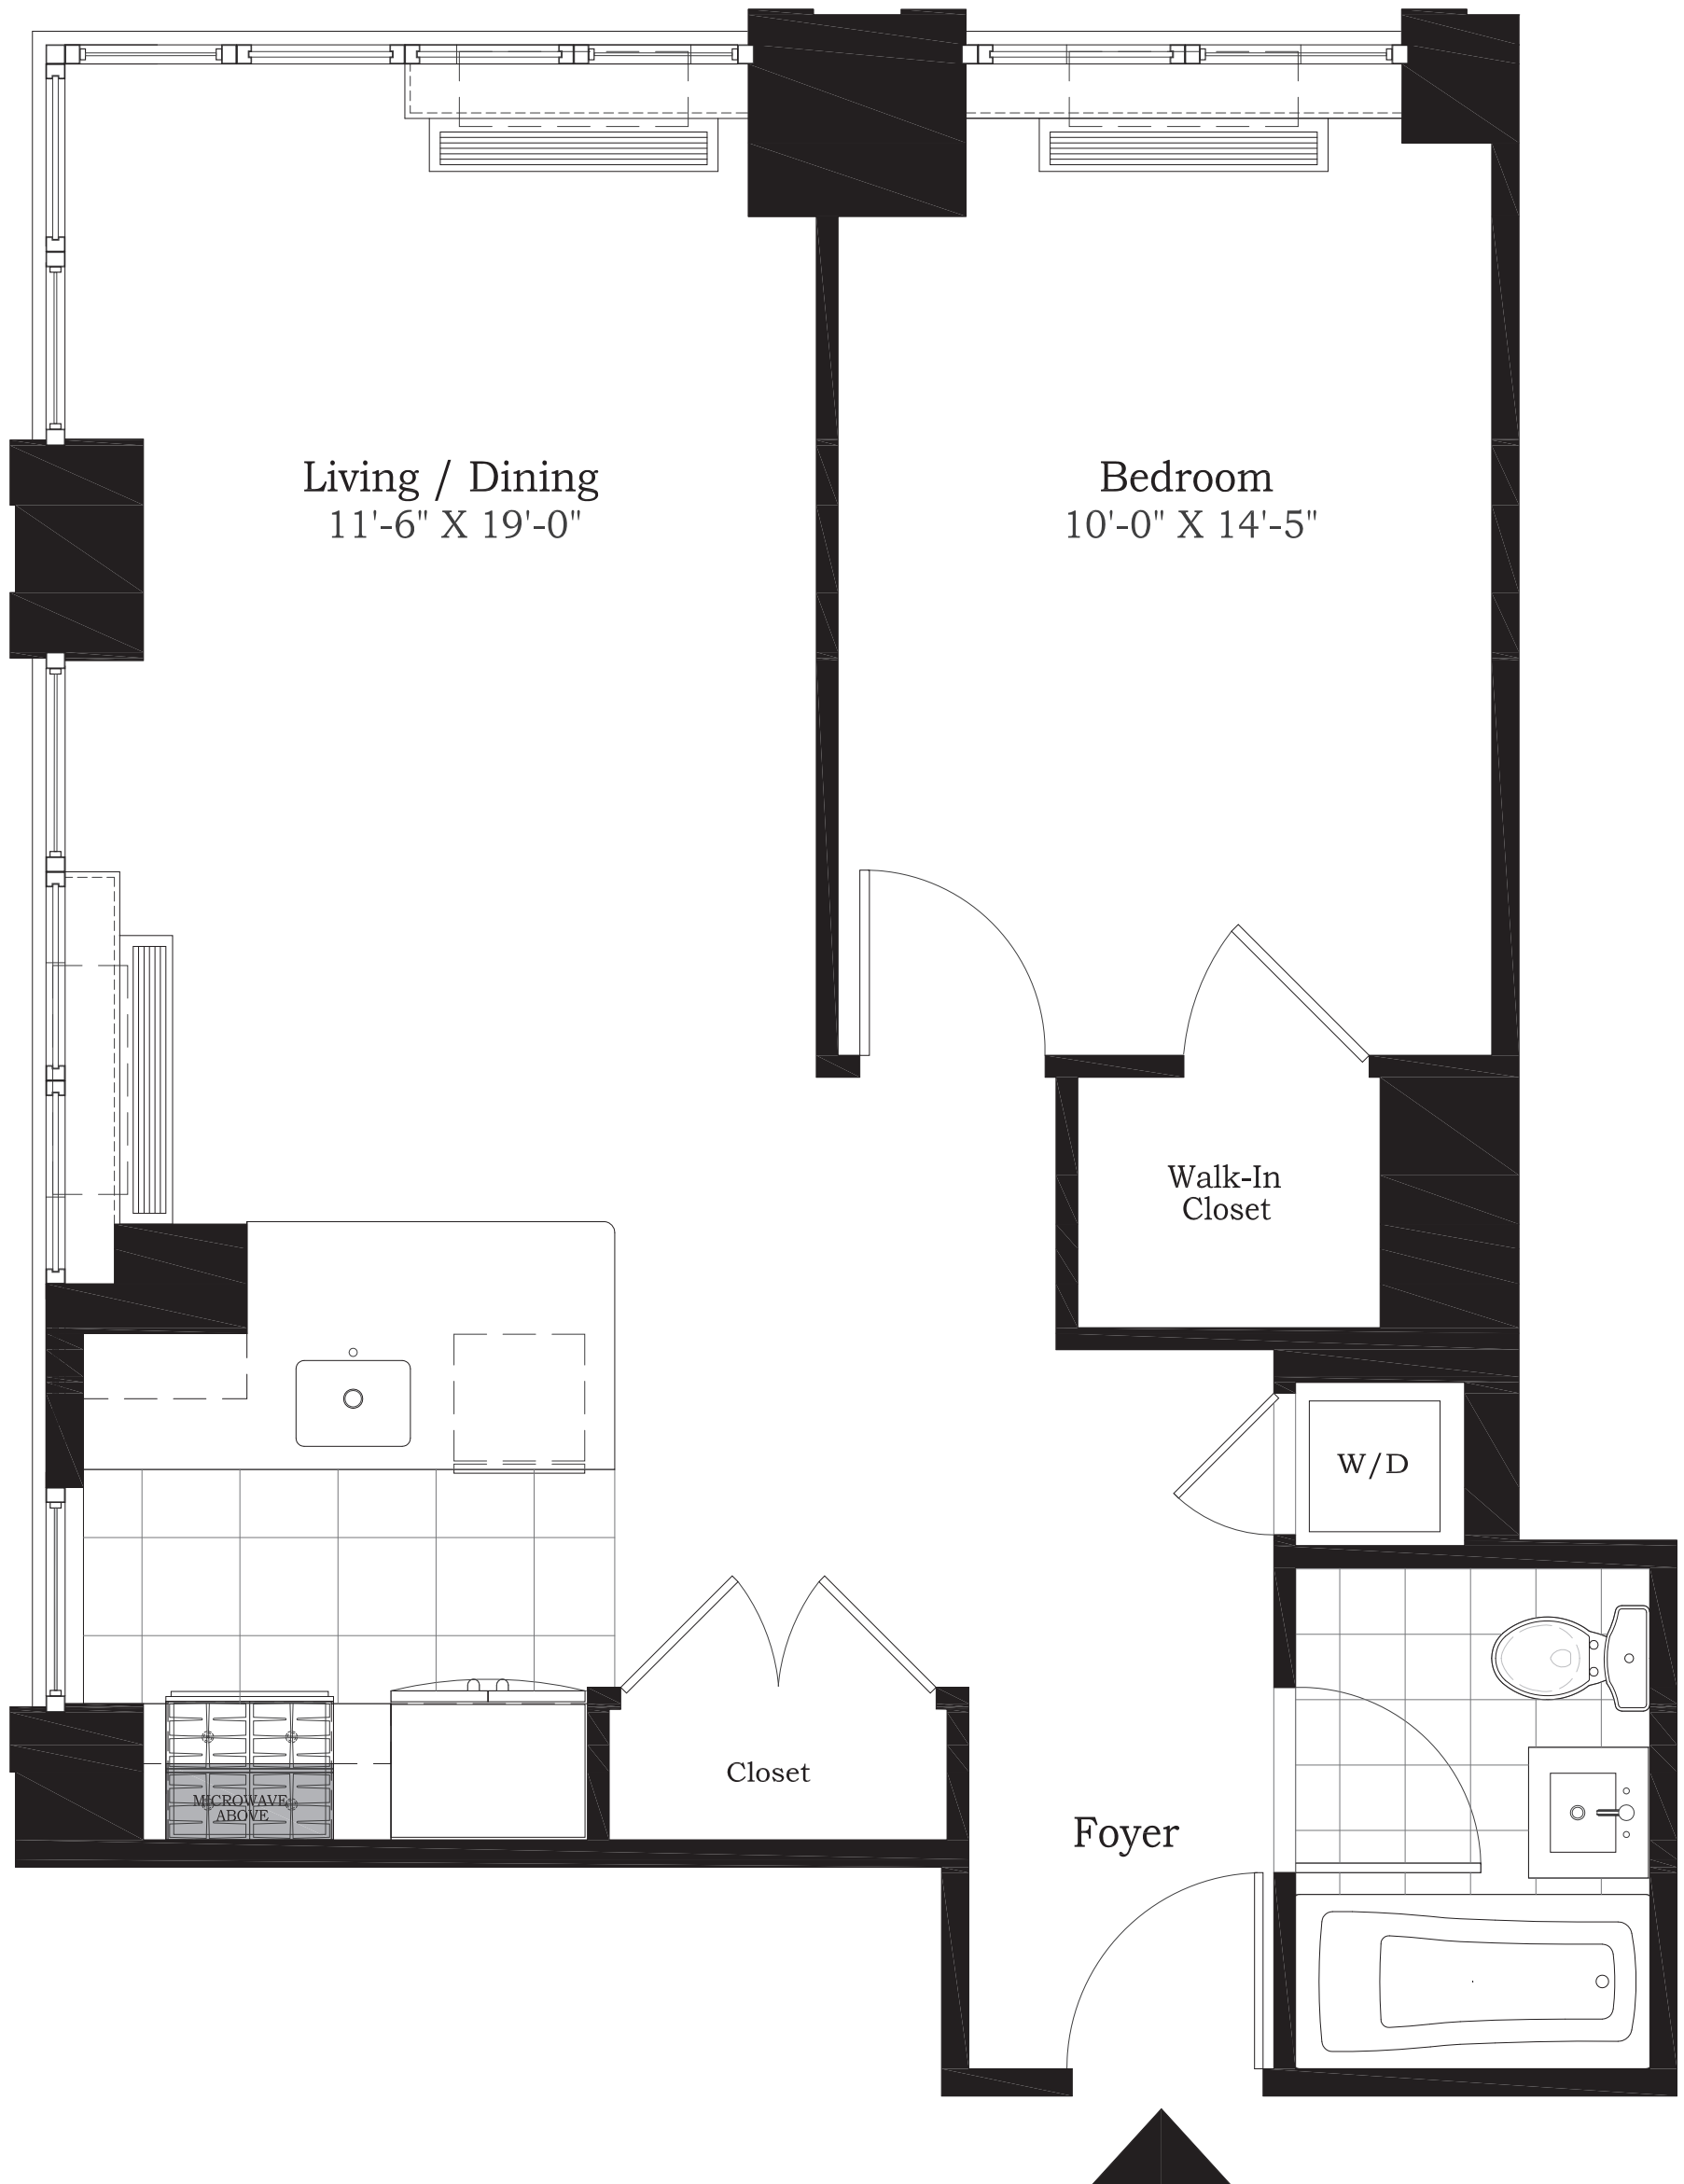 Living / Dining
11'-6" X 19'-0"
Bedroom
10'-0" X 14'-5"
Walk-In
Closet
W/D
Closet
MICROWAVE
ABOVE
Foyer